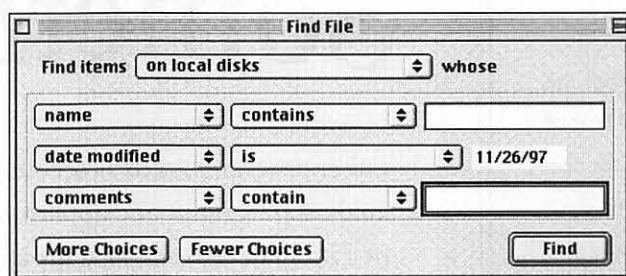 Find File
Find items on local disks whose
name contains
date modified is 11/26/97
comments contain
More Choices Fewer Choices Find